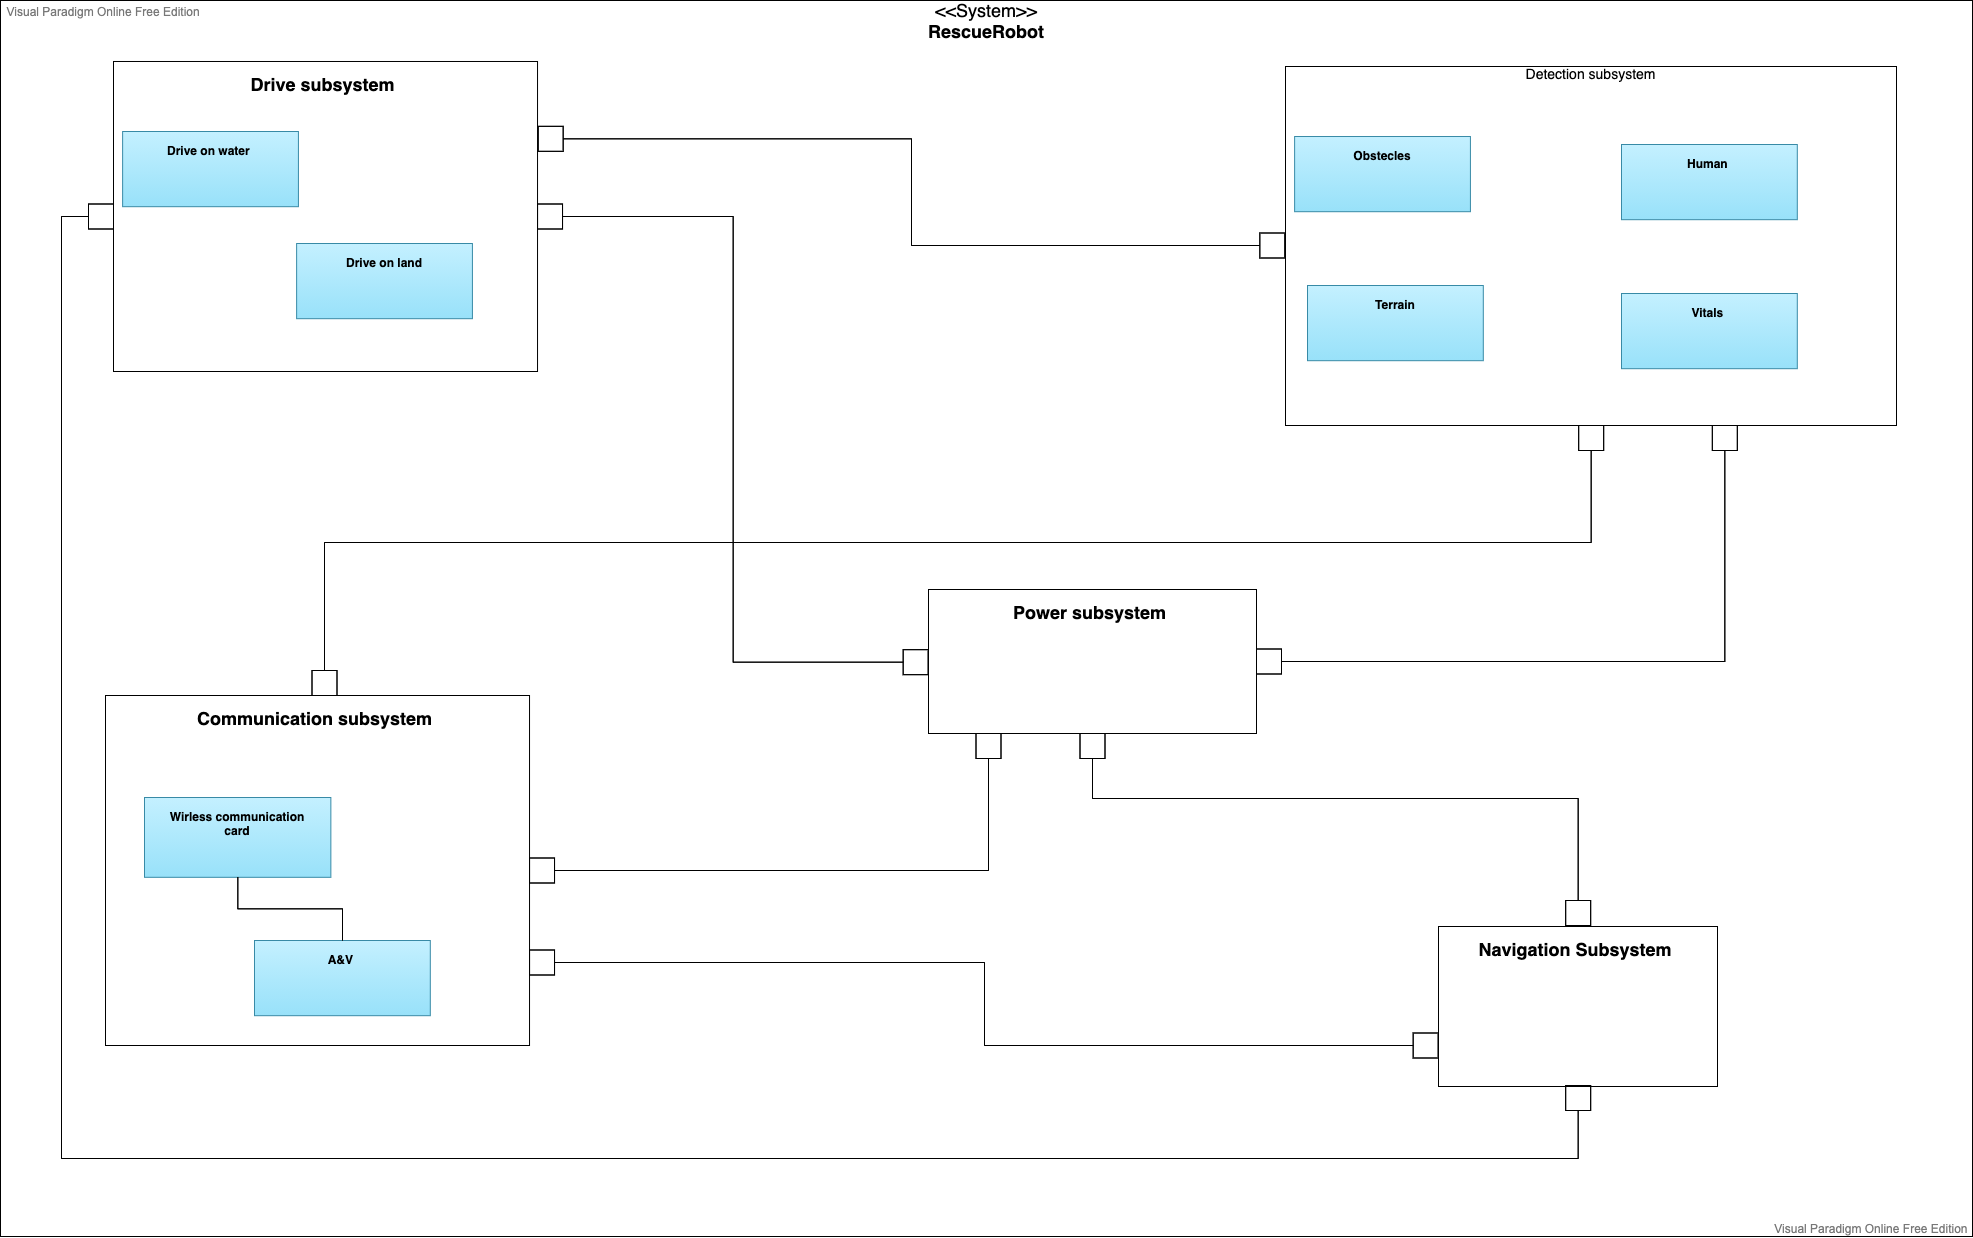 Visual Paradigm Online Free Edition
<<System>>
RescueRobot
Drive subsystem
Drive on water
Drive on land
Detection subsystem
Obstecles
Human
Terrain
Vitals
Power subsystem
Communication subsystem
Wirless communication
card
A&V
Navigation Subsystem
Visual Paradigm Online Free Edition